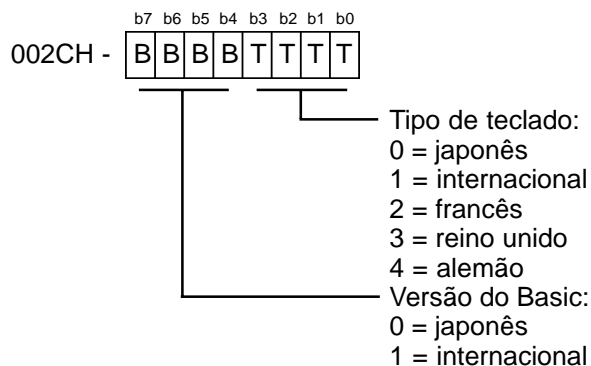 b7 b6 b5 b4 b3 b2 b1 b0
002CH - B B B B T T T T
Tipo de teclado:
0 = japonês
1 = internacional
2 = francês
3 = reino unido
4 = alemão
Versão do Basic:
0 = japonês
1 = internacional